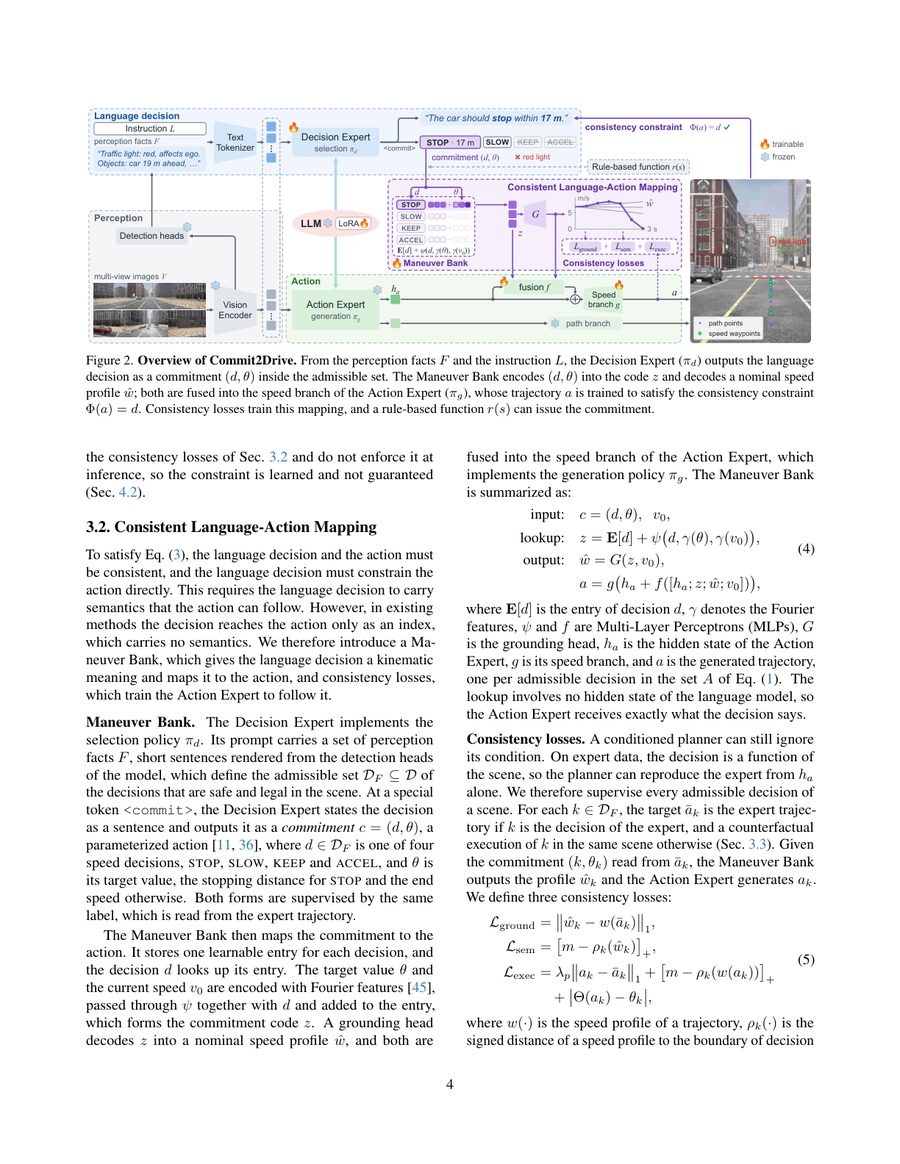 Language decision
Instruction L
perception facts F
"Traffic light: red, affects ego.
Objects: car 19 m ahead, …"
Text
Tokenizer
Decision Expert
selection π_d
<commit>
"The car should stop within 17 m."
STOP · 17 m SLOW KEEP ACCEL
commitment (d, θ) ✖ red light
consistency constraint Φ(a) = d ✔
Rule-based function r(s)
trainable
frozen
Perception
Detection heads
multi-view images V
Vision
Encoder
LLM LoRA
Consistent Language-Action Mapping
d θ
STOP
SLOW
KEEP
ACCEL
E[d] + ψ(d, γ(θ), γ(v₀))
Maneuver Bank
z
G
m/s
5
0
3 s
ŵ
L_ground + L_sem + L_exec
Consistency losses
Action
Action Expert
generation π_g
h_a
fusion f
Speed
branch g
a
path branch
red light
path points
speed waypoints
Figure 2. Overview of Commit2Drive. From the perception facts F and the instruction L, the Decision Expert (π_d) outputs the language
decision as a commitment (d, θ) inside the admissible set. The Maneuver Bank encodes (d, θ) into the code z and decodes a nominal speed
profile ŵ; both are fused into the speed branch of the Action Expert (π_g), whose trajectory a is trained to satisfy the consistency constraint
Φ(a) = d. Consistency losses train this mapping, and a rule-based function r(s) can issue the commitment.
the consistency losses of Sec. 3.2 and do not enforce it at
inference, so the constraint is learned and not guaranteed
(Sec. 4.2).
3.2. Consistent Language-Action Mapping
To satisfy Eq. (3), the language decision and the action must
be consistent, and the language decision must constrain the
action directly. This requires the language decision to carry
semantics that the action can follow. However, in existing
methods the decision reaches the action only as an index,
which carries no semantics. We therefore introduce a Ma-
neuver Bank, which gives the language decision a kinematic
meaning and maps it to the action, and consistency losses,
which train the Action Expert to follow it.
Maneuver Bank. The Decision Expert implements the
selection policy π_d. Its prompt carries a set of perception
facts F, short sentences rendered from the detection heads
of the model, which define the admissible set D_F ⊆ D of
the decisions that are safe and legal in the scene. At a special
token <commit>, the Decision Expert states the decision
as a sentence and outputs it as a commitment c = (d, θ), a
parameterized action [11, 36], where d ∈ D_F is one of four
speed decisions, STOP, SLOW, KEEP and ACCEL, and θ is
its target value, the stopping distance for STOP and the end
speed otherwise. Both forms are supervised by the same
label, which is read from the expert trajectory.
The Maneuver Bank then maps the commitment to the
action. It stores one learnable entry for each decision, and
the decision d looks up its entry. The target value θ and
the current speed v₀ are encoded with Fourier features [45],
passed through ψ together with d and added to the entry,
which forms the commitment code z. A grounding head
decodes z into a nominal speed profile ŵ, and both are
fused into the speed branch of the Action Expert, which
implements the generation policy π_g. The Maneuver Bank
is summarized as:
input: c = (d, θ), v₀,
lookup: z = E[d] + ψ(d, γ(θ), γ(v₀)),
output: ŵ = G(z, v₀),
(4)
a = g(h_a + f([h_a; z; ŵ; v₀])),
where E[d] is the entry of decision d, γ denotes the Fourier
features, ψ and f are Multi-Layer Perceptrons (MLPs), G
is the grounding head, h_a is the hidden state of the Action
Expert, g is its speed branch, and a is the generated trajectory,
one per admissible decision in the set A of Eq. (1). The
lookup involves no hidden state of the language model, so
the Action Expert receives exactly what the decision says.
Consistency losses. A conditioned planner can still ignore
its condition. On expert data, the decision is a function of
the scene, so the planner can reproduce the expert from h_a
alone. We therefore supervise every admissible decision of
a scene. For each k ∈ D_F, the target ā_k is the expert trajec-
tory if k is the decision of the expert, and a counterfactual
execution of k in the same scene otherwise (Sec. 3.3). Given
the commitment (k, θ_k) read from ā_k, the Maneuver Bank
outputs the profile ŵ_k and the Action Expert generates a_k.
We define three consistency losses:
L_ground = ‖ŵ_k − w(ā_k)‖₁,
L_sem = [m − ρ_k(ŵ_k)]₊,
L_exec = λ_p‖a_k − ā_k‖₁ + [m − ρ_k(w(a_k))]₊
(5)
+ |Θ(a_k) − θ_k|,
where w(·) is the speed profile of a trajectory, ρ_k(·) is the
signed distance of a speed profile to the boundary of decision
4